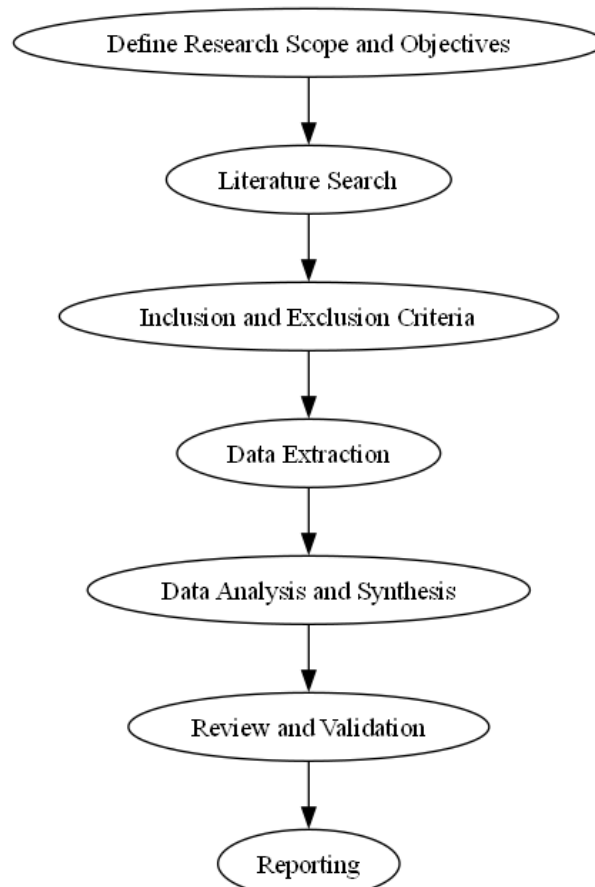 Define Research Scope and Objectives
Literature Search
Inclusion and Exclusion Criteria
Data Extraction
Data Analysis and Synthesis
Review and Validation
Reporting